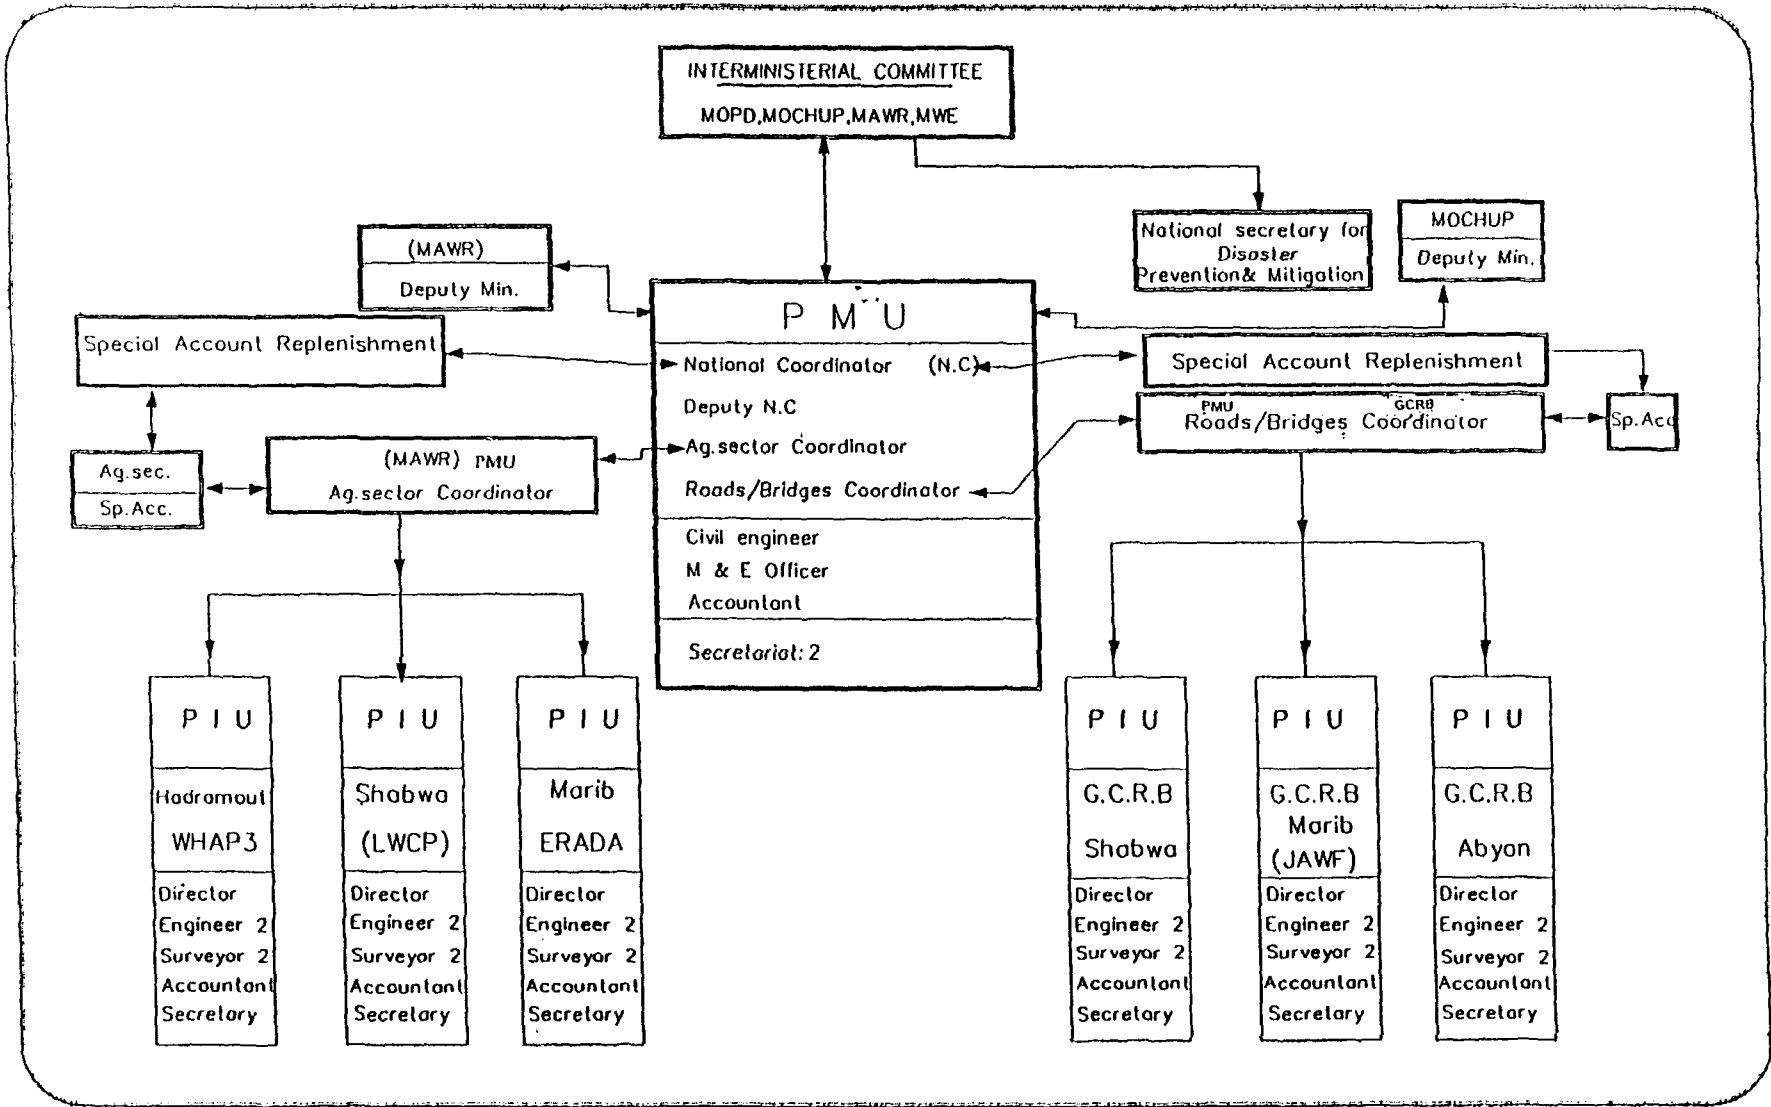 INTERMINISTERIAL COMMITTEE
MOPD,MOCHUP,MAWR,MWE
National secretary for
Disaster
Prevention& Mitigation
MOCHUP
Deputy Min.
(MAWR)
Deputy Min.
Special Account Replenishment
Ag.sec.
Sp.Acc.
(MAWR) PMU
Ag.sector Coordinator
P M U
National Coordinator (N.C)
Deputy N.C
Ag.sector Coordinator
Roads/Bridges Coordinator
Civil engineer
M & E Officer
Accountant
Secretariat: 2
Special Account Replenishment
PMU GCRB
Roads/Bridges Coordinator
Sp.Acc
P I U
Hadramout
WHAP3
Director
Engineer 2
Surveyor 2
Accountant
Secretary
P I U
Shabwa
(LWCP)
Director
Engineer 2
Surveyor 2
Accountant
Secretary
P I U
Marib
ERADA
Director
Engineer 2
Surveyor 2
Accountant
Secretary
P I U
G.C.R.B
Shabwa
Director
Engineer 2
Surveyor 2
Accountant
Secretary
P I U
G.C.R.B
Marib
(JAWF)
Director
Engineer 2
Surveyor 2
Accountant
Secretary
P I U
G.C.R.B
Abyan
Director
Engineer 2
Surveyor 2
Accountant
Secretary